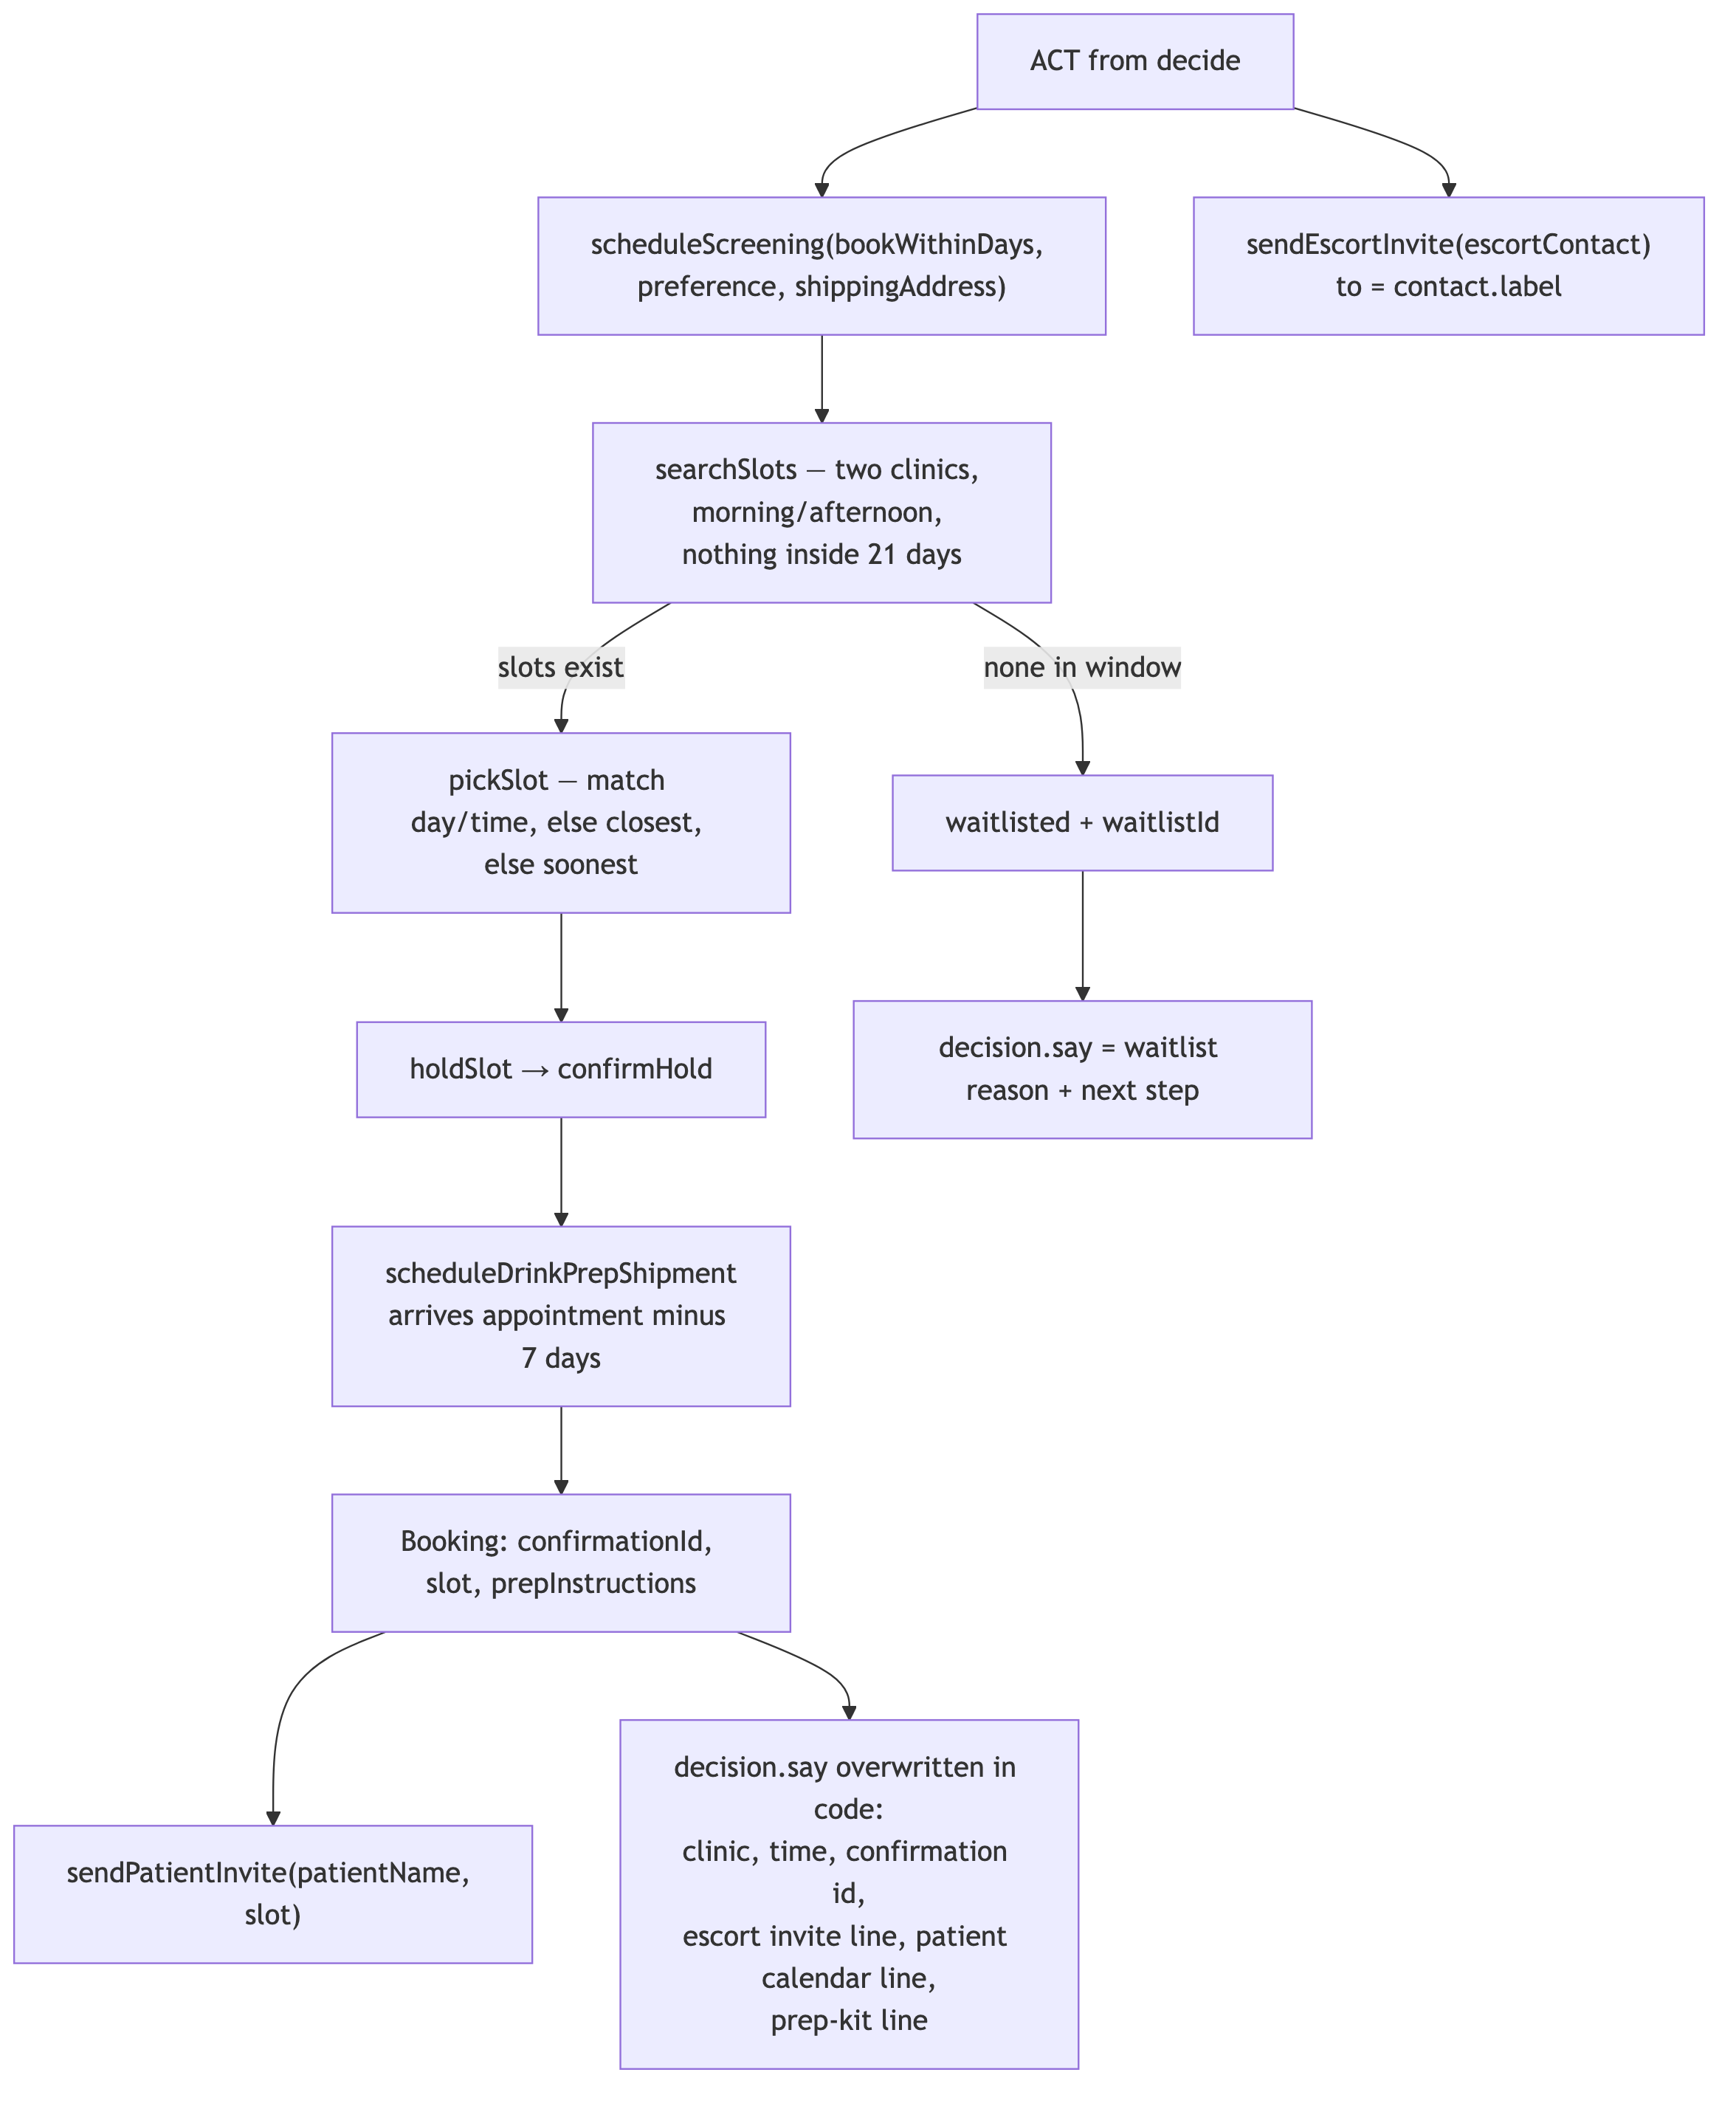 ACT from decide
scheduleScreening(bookWithinDays,
preference, shippingAddress)
sendEscortInvite(escortContact)
to = contact.label
searchSlots — two clinics,
morning/afternoon,
nothing inside 21 days
slots exist
none in window
pickSlot — match
day/time, else closest,
else soonest
waitlisted + waitlistId
holdSlot → confirmHold
decision.say = waitlist
reason + next step
scheduleDrinkPrepShipment
arrives appointment minus
7 days
Booking: confirmationId,
slot, prepInstructions
sendPatientInvite(patientName,
slot)
decision.say overwritten in
code:
clinic, time, confirmation
id,
escort invite line, patient
calendar line,
prep-kit line